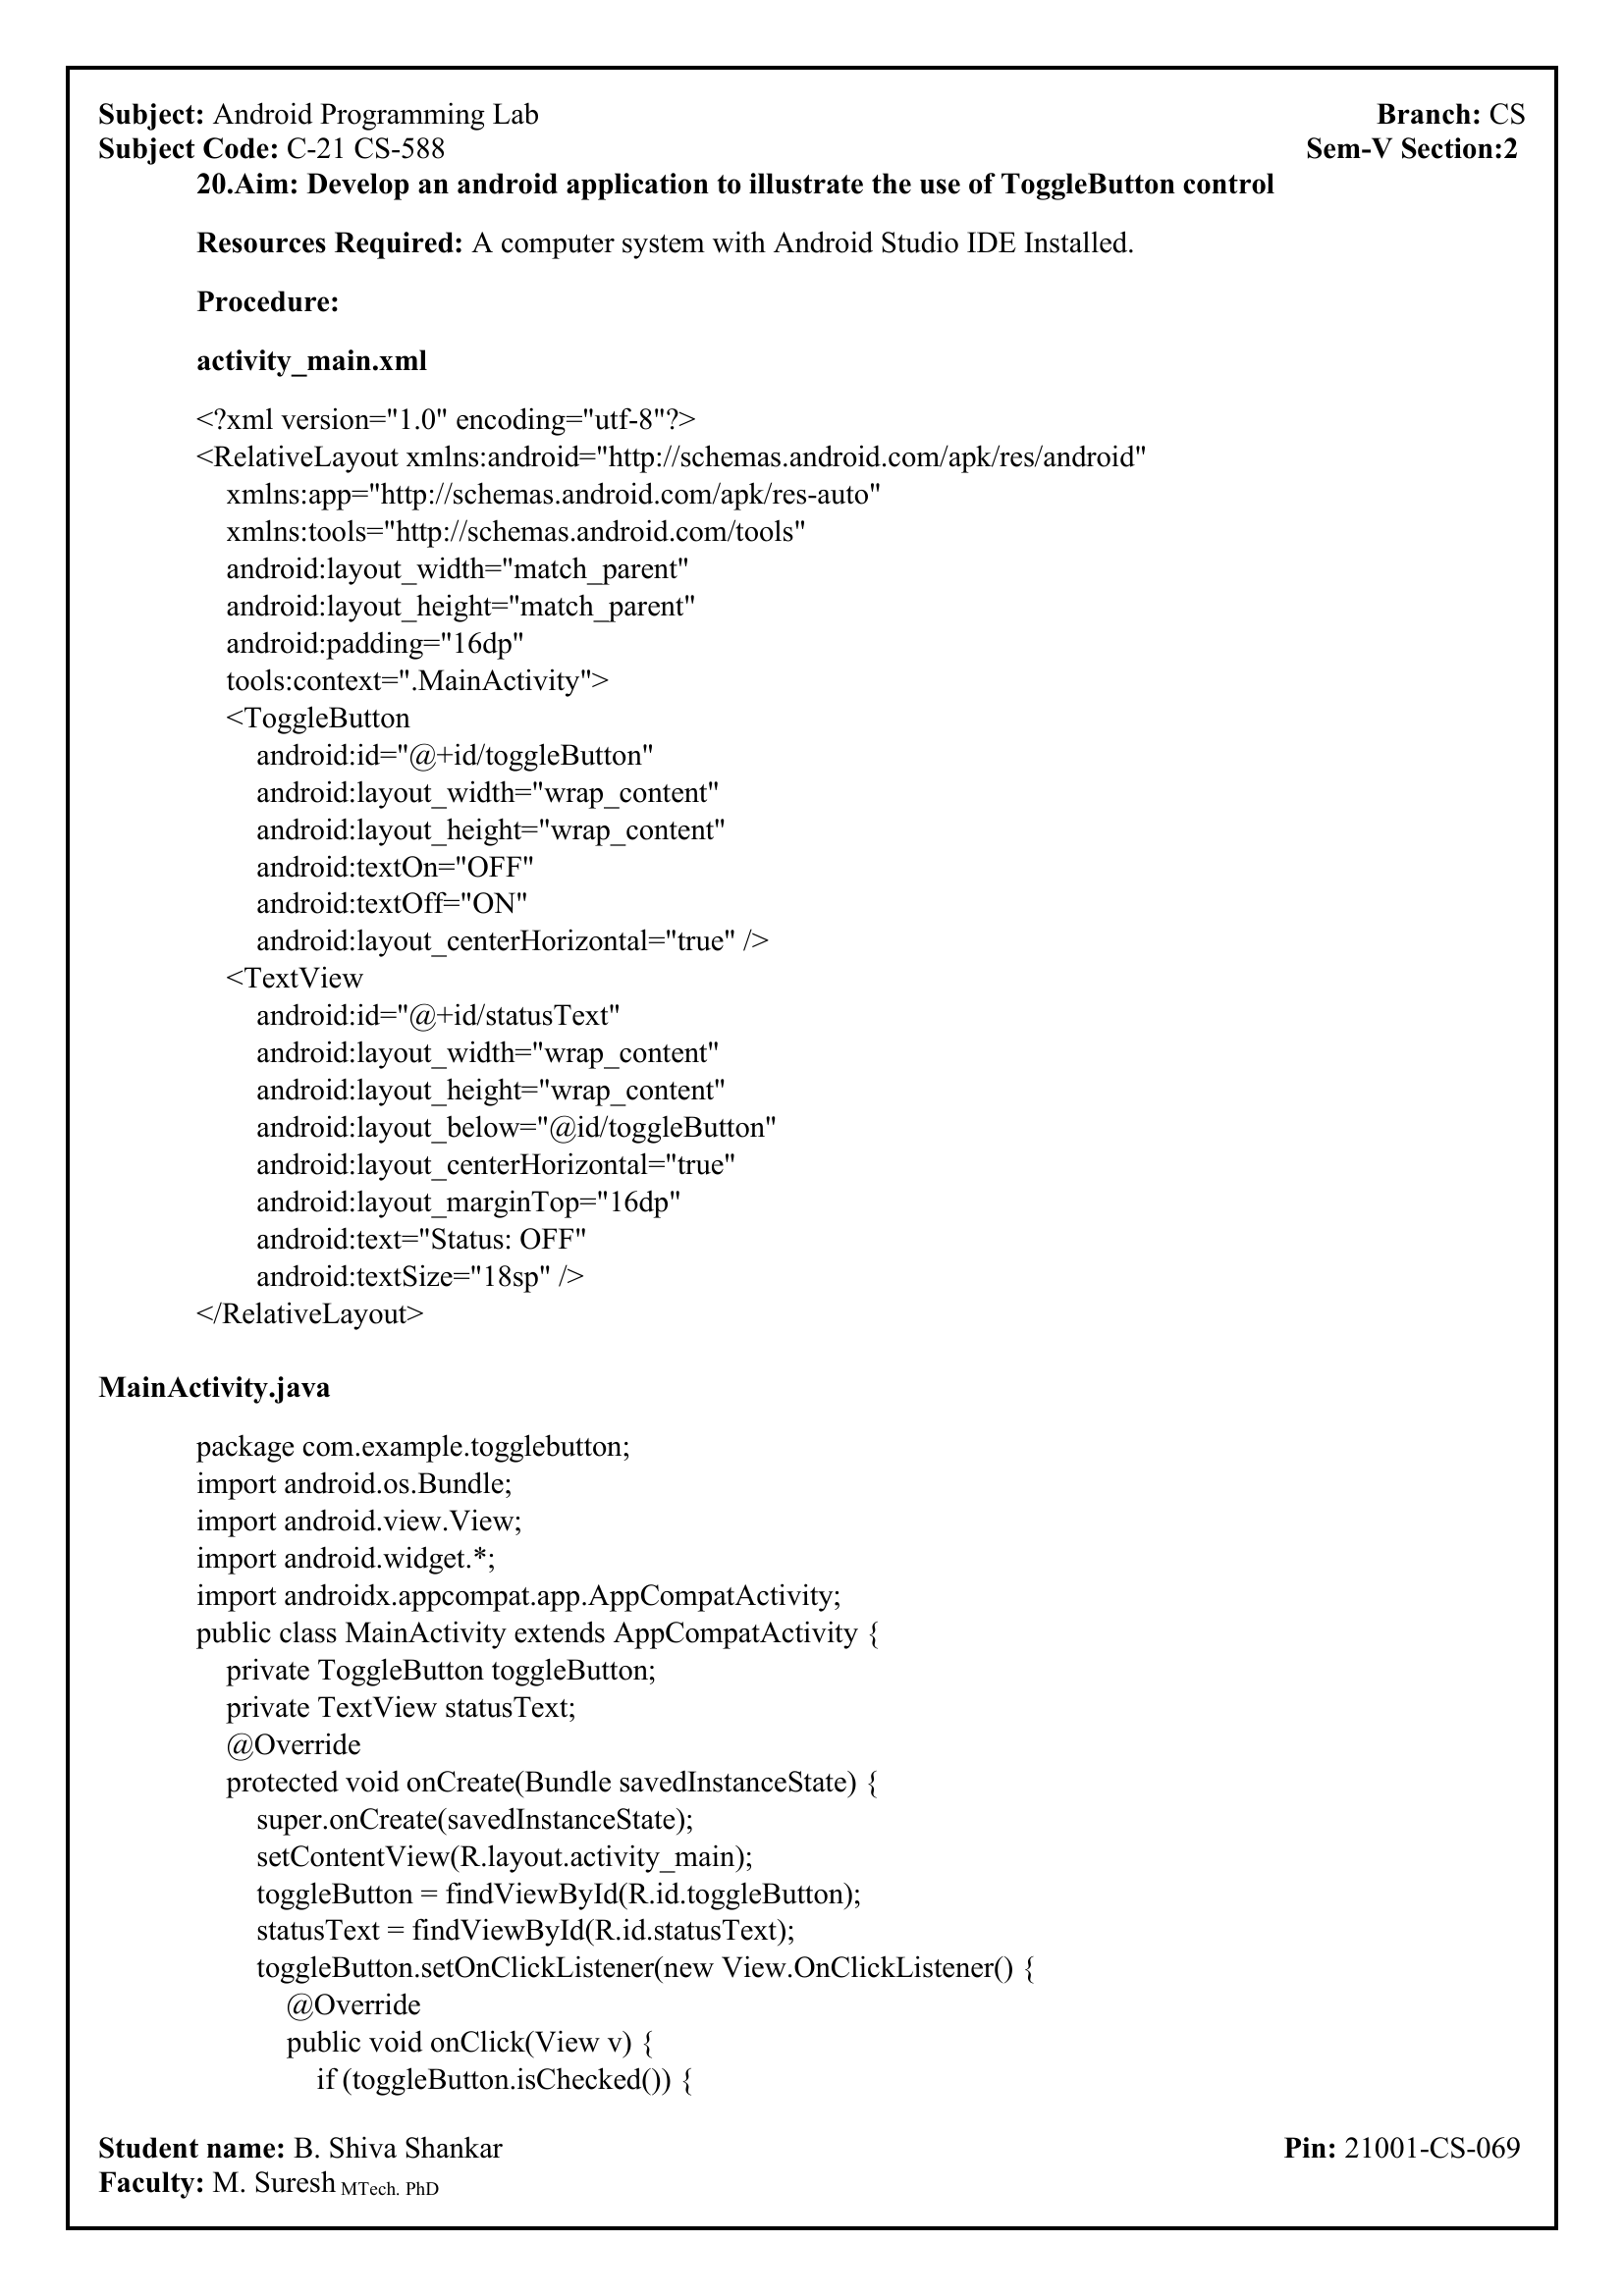 Subject: Android Programming Lab Branch: CS
Subject Code: C-21 CS-588 Sem-V Section:2
20.Aim: Develop an android application to illustrate the use of ToggleButton control
Resources Required: A computer system with Android Studio IDE Installed.
Procedure:
activity_main.xml
<?xml version="1.0" encoding="utf-8"?>
<RelativeLayout xmlns:android="http://schemas.android.com/apk/res/android"
xmlns:app="http://schemas.android.com/apk/res-auto"
xmlns:tools="http://schemas.android.com/tools"
android:layout_width="match_parent"
android:layout_height="match_parent"
android:padding="16dp"
tools:context=".MainActivity">
<ToggleButton
android:id="@+id/toggleButton"
android:layout_width="wrap_content"
android:layout_height="wrap_content"
android:textOn="OFF"
android:textOff="ON"
android:layout_centerHorizontal="true" />
<TextView
android:id="@+id/statusText"
android:layout_width="wrap_content"
android:layout_height="wrap_content"
android:layout_below="@id/toggleButton"
android:layout_centerHorizontal="true"
android:layout_marginTop="16dp"
android:text="Status: OFF"
android:textSize="18sp" />
</RelativeLayout>
MainActivity.java
package com.example.togglebutton;
import android.os.Bundle;
import android.view.View;
import android.widget.*;
import androidx.appcompat.app.AppCompatActivity;
public class MainActivity extends AppCompatActivity {
private ToggleButton toggleButton;
private TextView statusText;
@Override
protected void onCreate(Bundle savedInstanceState) {
super.onCreate(savedInstanceState);
setContentView(R.layout.activity_main);
toggleButton = findViewById(R.id.toggleButton);
statusText = findViewById(R.id.statusText);
toggleButton.setOnClickListener(new View.OnClickListener() {
@Override
public void onClick(View v) {
if (toggleButton.isChecked()) {
Student name: B. Shiva Shankar Pin: 21001-CS-069
Faculty: M. Suresh MTech. PhD